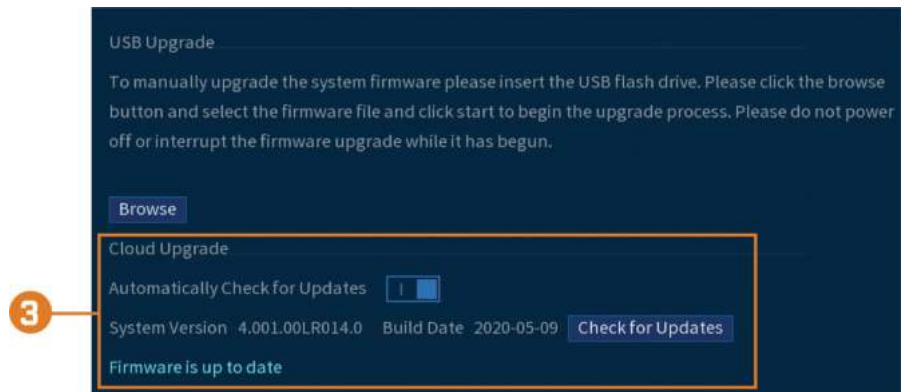 USB Upgrade
To manually upgrade the system firmware please insert the USB flash drive. Please click the browse
button and select the firmware file and click start to begin the upgrade process. Please do not power
off or interrupt the firmware upgrade while it has begun.
Browse
Cloud Upgrade
Automatically Check for Updates
3
System Version 4.001.00LR014.0 Build Date 2020-05-09 Check for Updates
Firmware is up to date